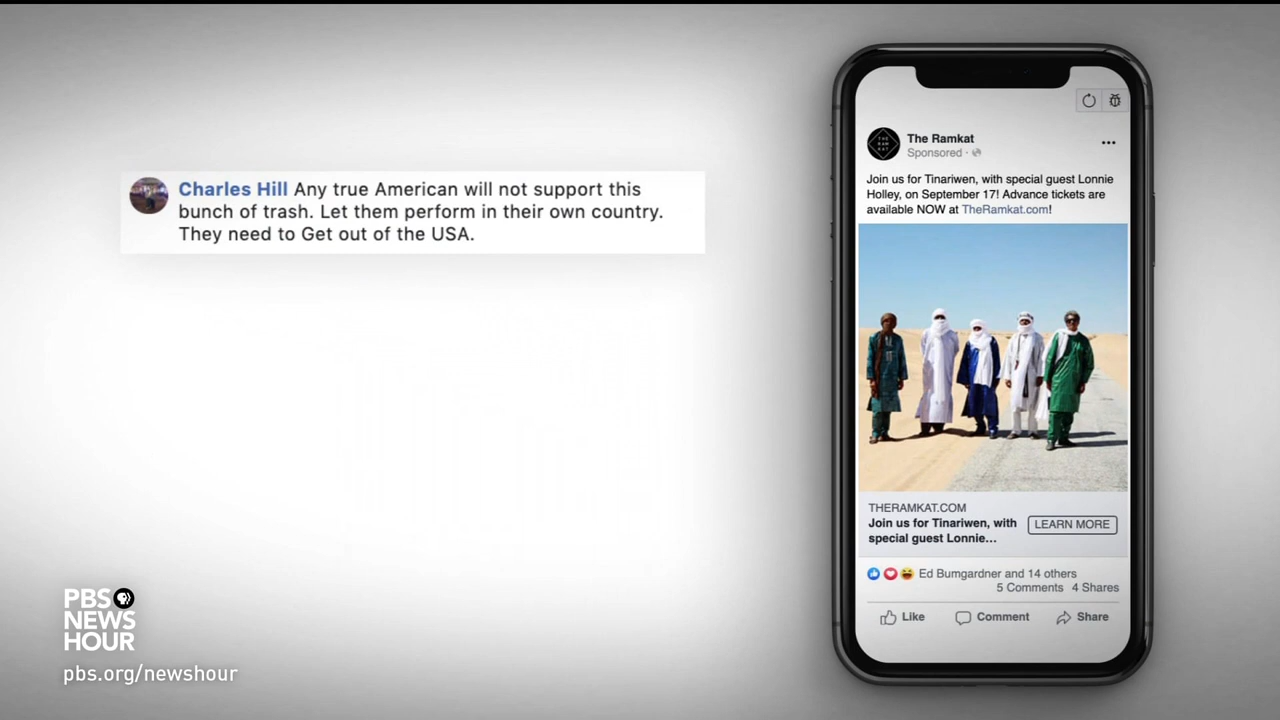 Charles Hill Any true American will not support this
bunch of trash. Let them perform in their own country.
They need to Get out of the USA.
PBS
NEWS
HOUR
pbs.org/newshour
THE
RAM
KAT
The Ramkat
Sponsored ·
Join us for Tinariwen, with special guest Lonnie
Holley, on September 17! Advance tickets are
available NOW at TheRamkat.com!
THERAMKAT.COM
Join us for Tinariwen, with
special guest Lonnie...
LEARN MORE
Ed Bumgardner and 14 others
5 Comments 4 Shares
Like Comment Share